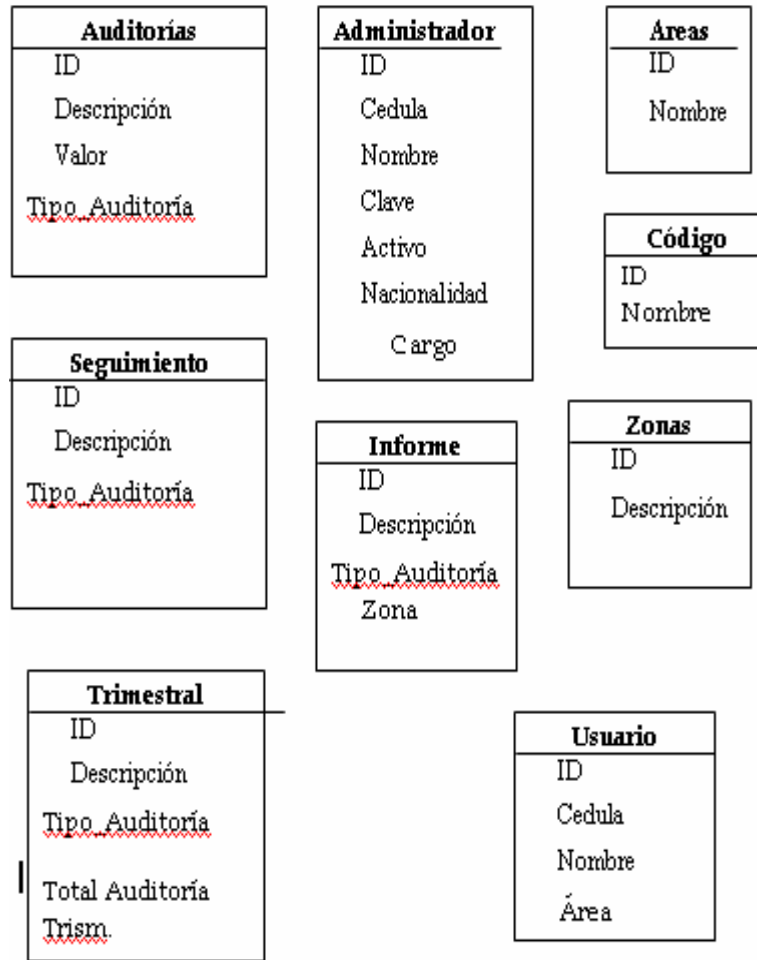 Auditorías
ID
Descripción
Valor
Tipo_Auditoría
Administrador
ID
Cedula
Nombre
Clave
Activo
Nacionalidad
Cargo
Areas
ID
Nombre
Código
ID
Nombre
Seguimiento
ID
Descripción
Tipo_Auditoría
Informe
ID
Descripción
Tipo_Auditoría
Zona
Zonas
ID
Descripción
Trimestral
ID
Descripción
Tipo_Auditoría
Total Auditoría
Trism.
Usuario
ID
Cedula
Nombre
Área